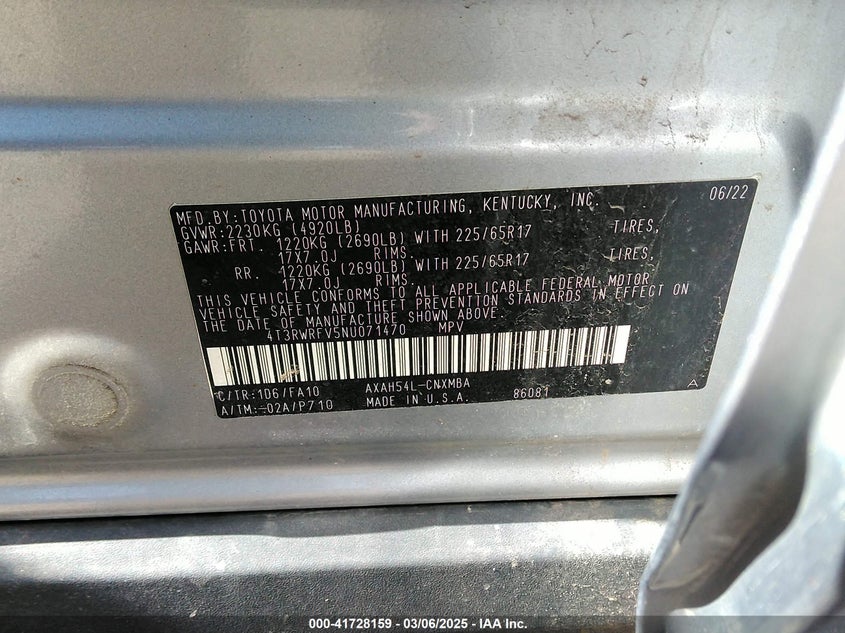 MFD.BY:TOYOTA MOTOR MANUFACTURING, KENTUCKY, INC. 06/22
GVWR:2230KG (4920LB)
GAWR:FRT. 1220KG (2690LB) WITH 225/65R17 TIRES,
17X7.0J RIMS.
RR. 1220KG (2690LB) WITH 225/65R17 TIRES,
17X7.0J RIMS.
THIS VEHICLE CONFORMS TO ALL APPLICABLE FEDERAL MOTOR
VEHICLE SAFETY AND THEFT PREVENTION STANDARDS IN EFFECT ON
THE DATE OF MANUFACTURE SHOWN ABOVE.
4T3RWRFV5NU071470 MPV
C/TR:1D6/FA10 AXAH54L-CNXMBA 86081 A
A/TM:-02A/P710 MADE IN U.S.A.
000-41728159 — 03/06/2025 — IAA Inc.